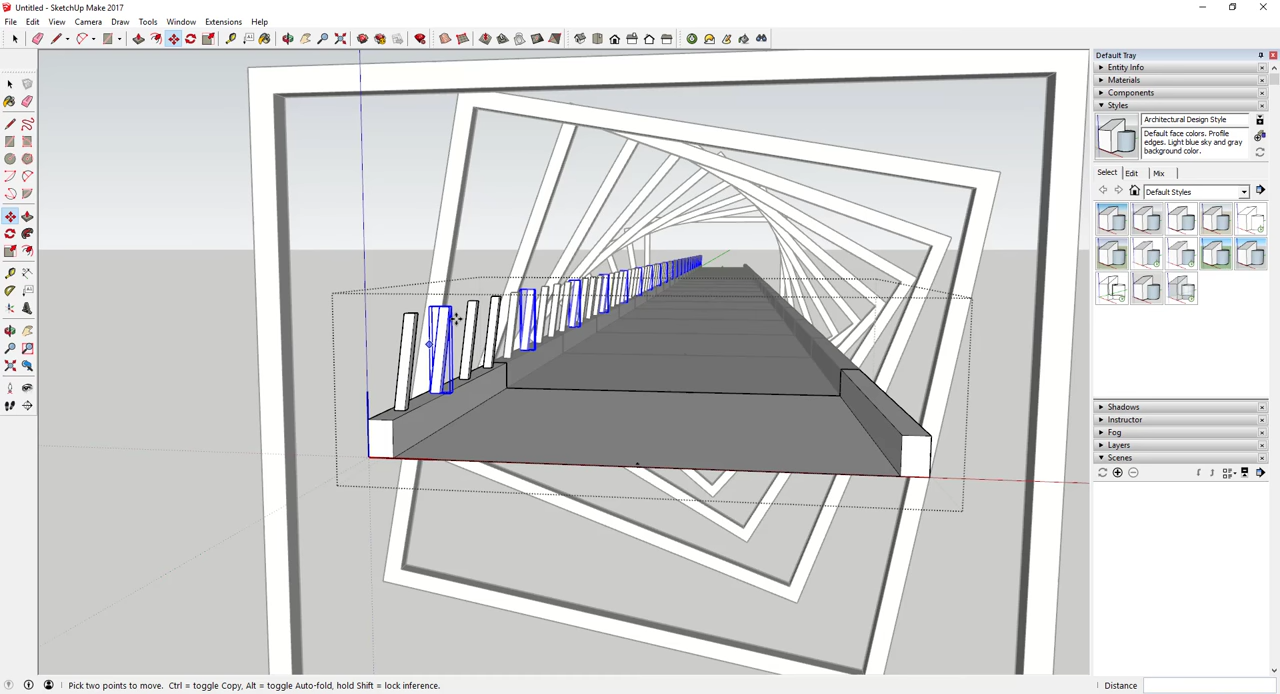 Untitled - SketchUp Make 2017
File Edit View Camera Draw Tools Window Extensions Help
Default Tray
Entity Info
Materials
Components
Styles
Architectural Design Style
Default face colors. Profile edges. Light blue sky and gray background color.
Select Edit Mix
Default Styles
Shadows
Instructor
Fog
Layers
Scenes
Pick two points to move. Ctrl = toggle Copy, Alt = toggle Auto-fold, hold Shift = lock inference.
Distance